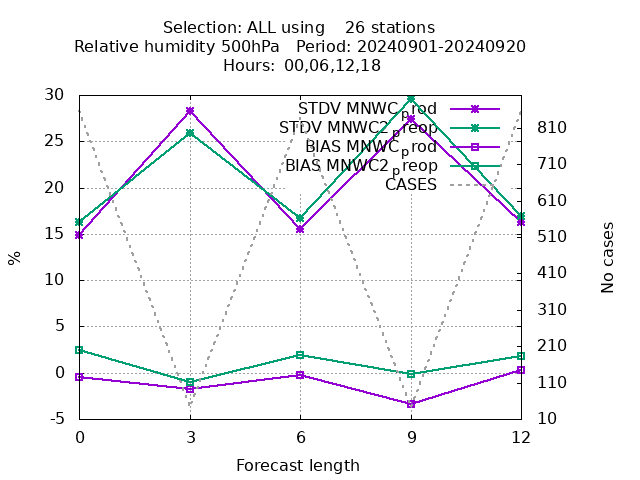 Selection: ALL using 26 stations
Relative humidity 500hPa Period: 20240901-20240920
Hours: 00,06,12,18
STDV MNWC_prod
STDV MNWC2_preop
BIAS MNWC_prod
BIAS MNWC2_preop
CASES
30
25
20
15
10
5
0
-5
%
810
710
610
510
410
310
210
110
10
No cases
0 3 6 9 12
Forecast length